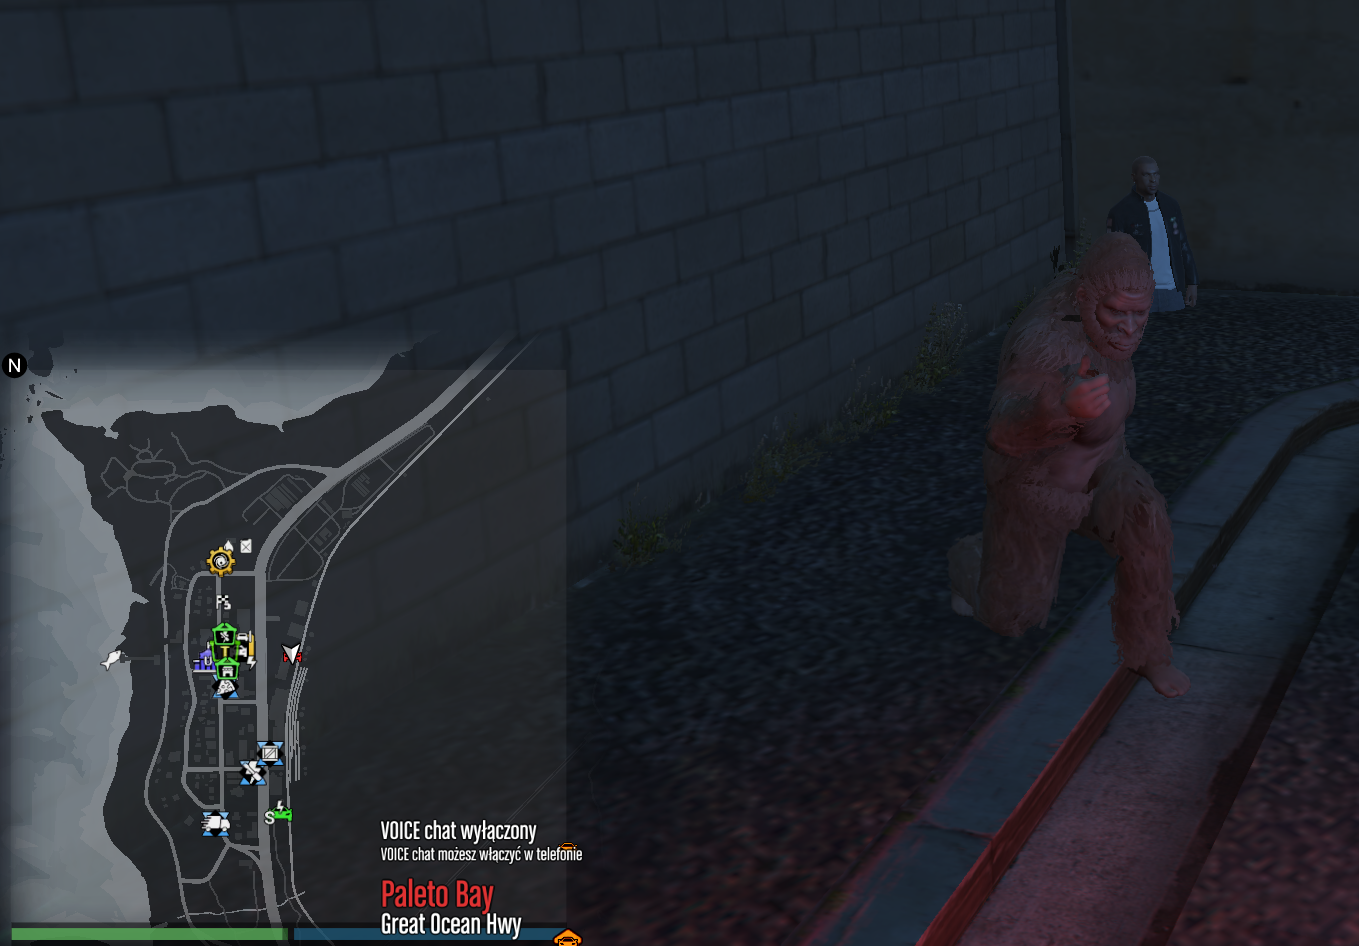 N
S
VOICE chat wyłączony
VOICE chat możesz włączyć w telefonie
Paleto Bay
Great Ocean Hwy